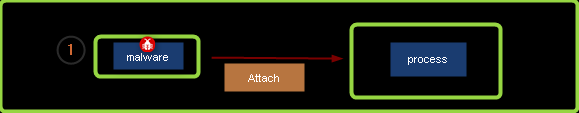 1
malware
Attach
process